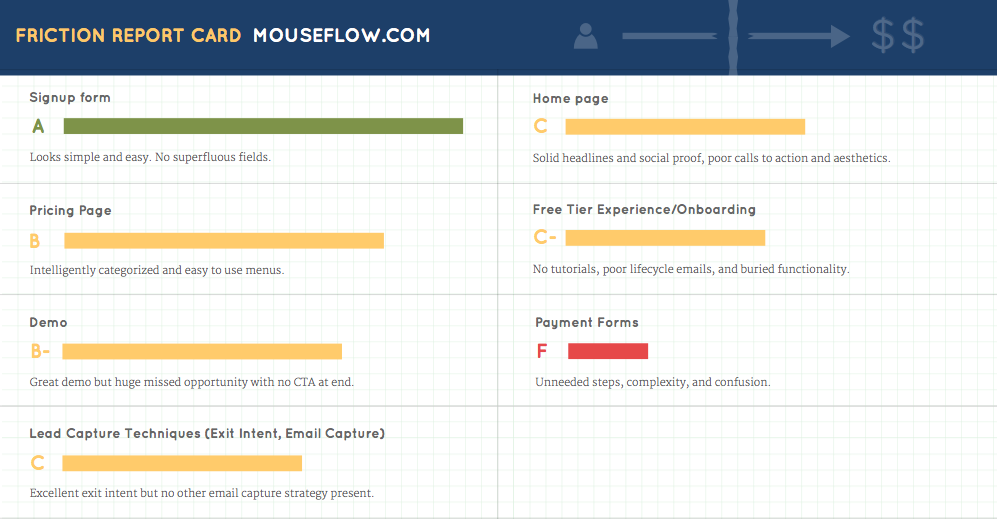 FRICTION REPORT CARD MOUSEFLOW.COM
$$
Signup form
A
Looks simple and easy. No superfluous fields.
Pricing Page
B
Intelligently categorized and easy to use menus.
Demo
B-
Great demo but huge missed opportunity with no CTA at end.
Lead Capture Techniques (Exit Intent, Email Capture)
C
Excellent exit intent but no other email capture strategy present.
Home page
C
Solid headlines and social proof, poor calls to action and aesthetics.
Free Tier Experience/Onboarding
C-
No tutorials, poor lifecycle emails, and buried functionality.
Payment Forms
F
Unneeded steps, complexity, and confusion.